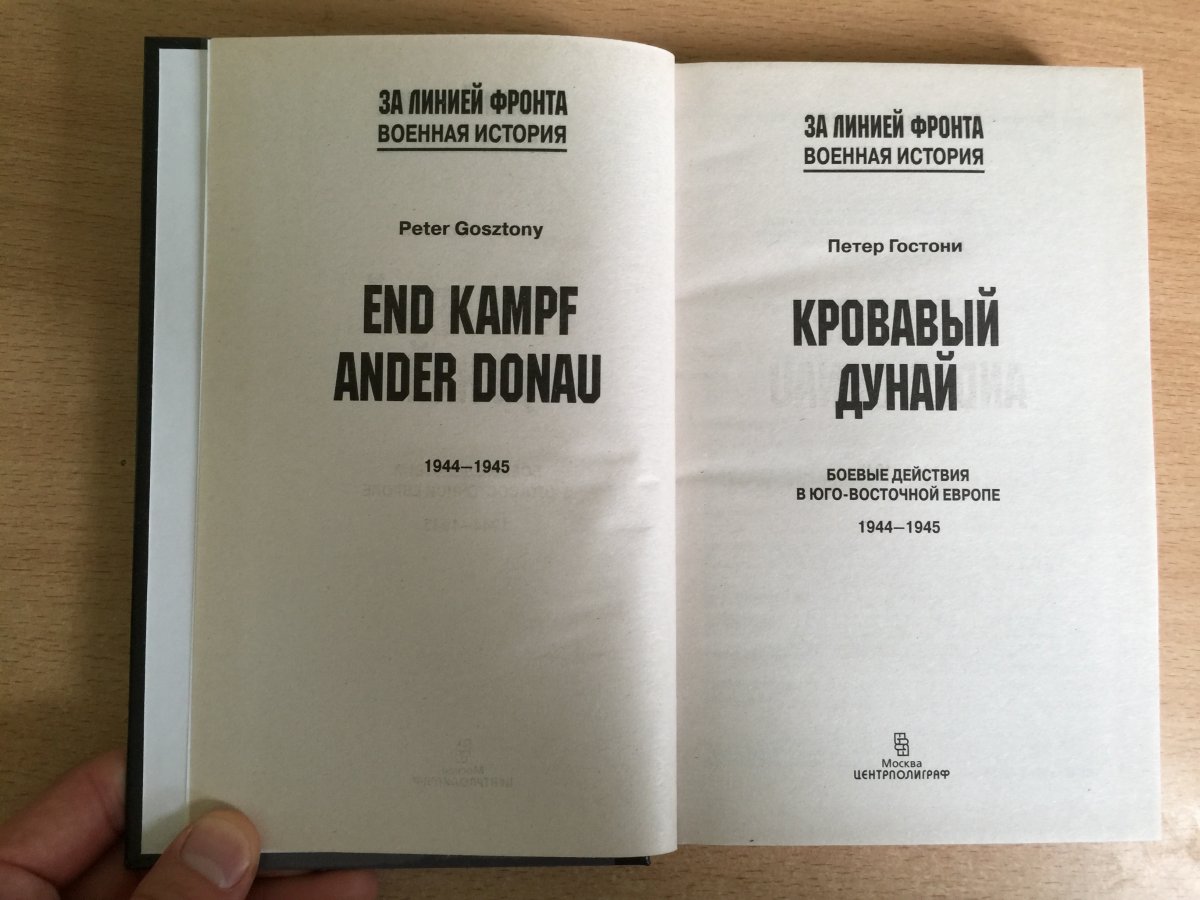 ЗА ЛИНИЕЙ ФРОНТА
ВОЕННАЯ ИСТОРИЯ
Peter Gosztony
END KAMPF
ANDER DONAU
1944–1945
ЗА ЛИНИЕЙ ФРОНТА
ВОЕННАЯ ИСТОРИЯ
Петер Гостони
КРОВАВЫЙ
ДУНАЙ
БОЕВЫЕ ДЕЙСТВИЯ
В ЮГО-ВОСТОЧНОЙ ЕВРОПЕ
1944–1945
Москва
ЦЕНТРПОЛИГРАФ